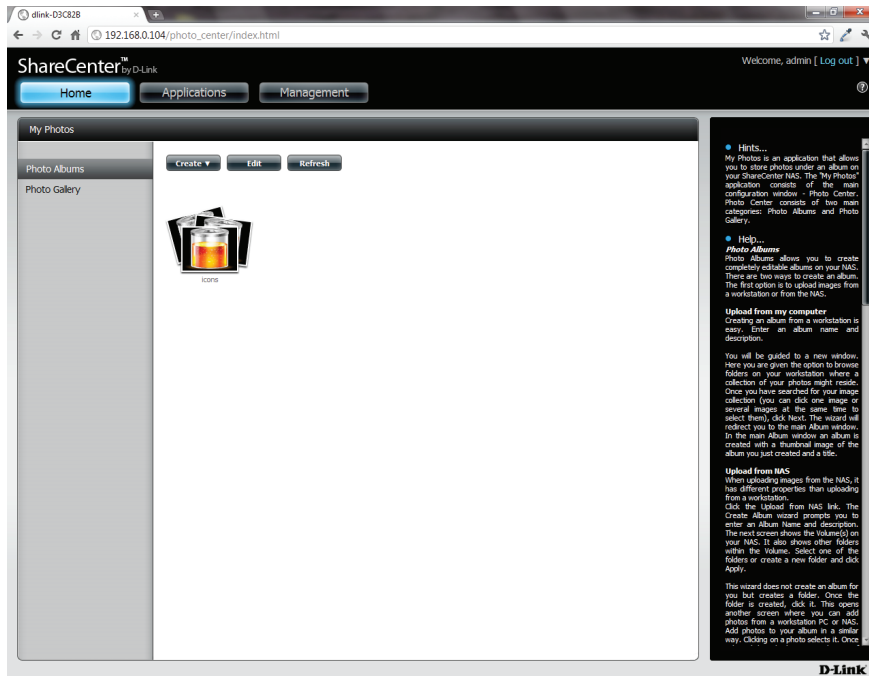 dlink-D3C82B
192.168.0.104/photo_center/index.html
ShareCenter™ by D-Link
Welcome, admin [ Log out ] ▼
Home
Applications
Management
My Photos
Photo Albums
Photo Gallery
Create ▼
Edit
Refresh
icons
Hints...
My Photos is an application that allows
you to store photos under an album on
your ShareCenter NAS. The "My Photos"
application consists of the main
configuration window - Photo Center.
Photo Center consists of two main
categories: Photo Albums and Photo
Gallery.
Help...
Photo Albums
Photo Albums allows you to create
completely editable albums on your NAS.
There are two ways to create an album.
The first option is to upload images from
a workstation or from the NAS.
Upload from my computer
Creating an album from a workstation is
easy. Enter an album name and
description.
You will be guided to a new window.
Here you are given the option to browse
folders on your workstation where a
collection of your photos might reside.
Once you have searched for your image
collection (you can click one image or
several images at the same time to
select them), click Next. The wizard will
redirect you to the main Album window.
In the main Album window an album is
created with a thumbnail image of the
album you just created and a title.
Upload from NAS
When uploading images from the NAS, it
has different properties than uploading
from a workstation.
Click the Upload from NAS link. The
Create Album wizard prompts you to
enter an Album Name and description.
The next screen shows the Volume(s) on
your NAS. It also shows other folders
within the Volume. Select one of the
folders or create a new folder and click
Apply.
This wizard does not create an album for
you but creates a folder. Once the
folder is created, click it. This opens
another screen where you can add
photos from a workstation PC or NAS.
Add photos to your album in a similar
way. Clicking on a photo selects it. Once
D-Link